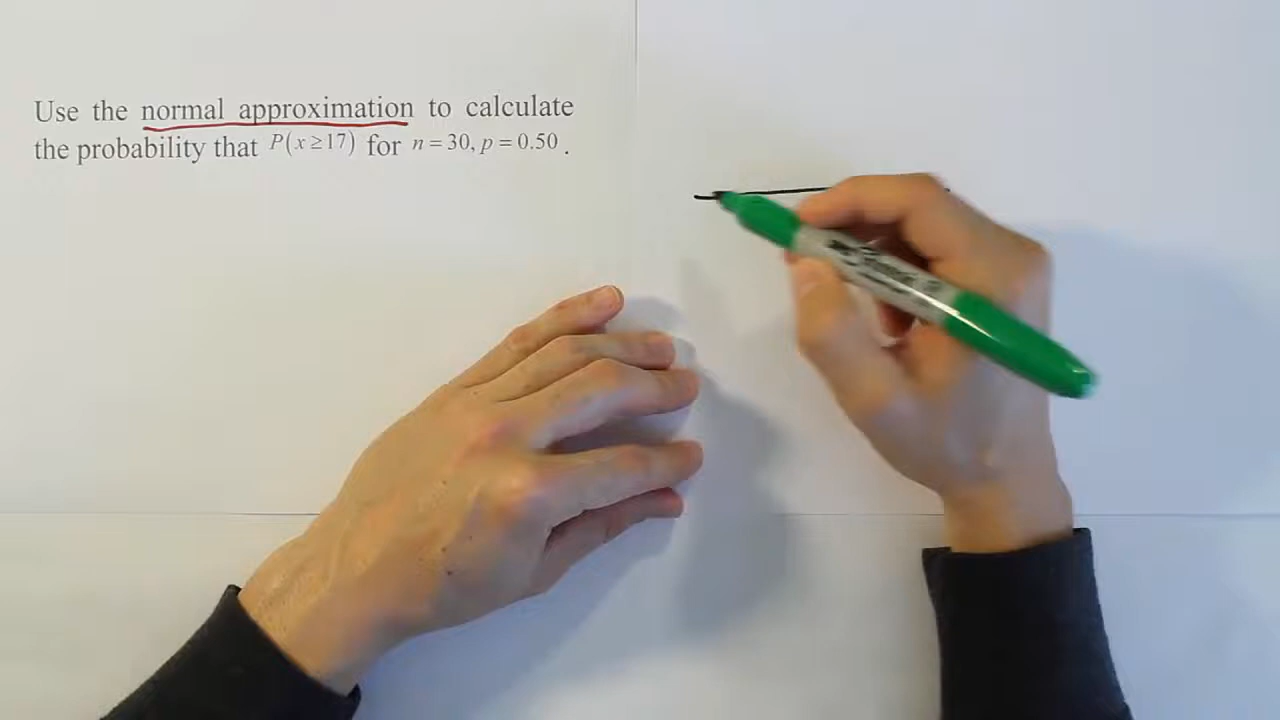 Use the normal approximation to calculate
the probability that P(x≥17) for n=30, p=0.50.